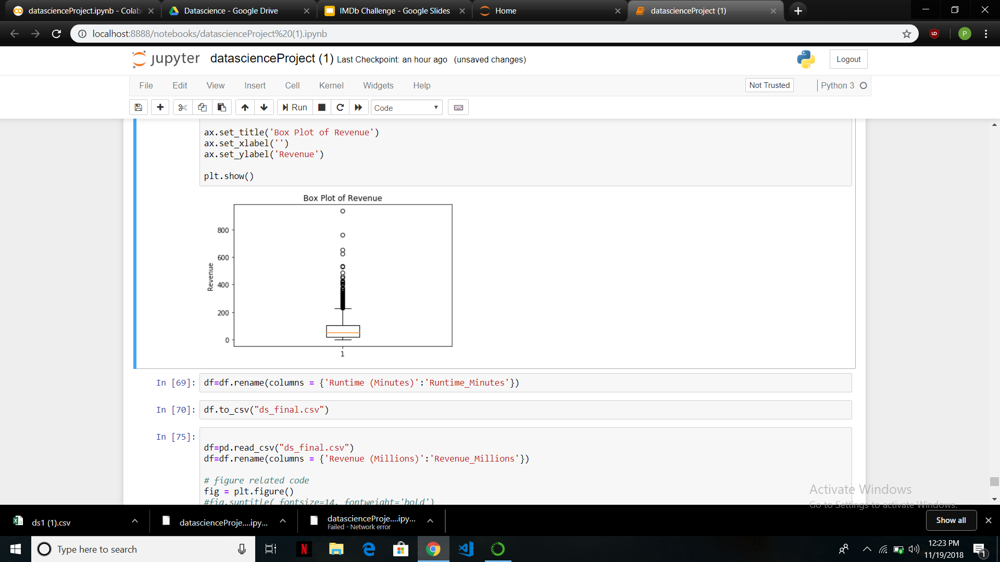 datascienceProject.ipynb - Colab
Datascience - Google Drive
IMDb Challenge - Google Slides
Home
datascienceProject (1)
localhost:8888/notebooks/datascienceProject%20(1).ipynb
P
jupyter datascienceProject (1) Last Checkpoint: an hour ago (unsaved changes)
Logout
File Edit View Insert Cell Kernel Widgets Help
Not Trusted
Python 3
Run
Code
ax.set_title('Box Plot of Revenue')
ax.set_xlabel('')
ax.set_ylabel('Revenue')
plt.show()
Box Plot of Revenue
800
600
400
200
0
Revenue
1
In [69]: df=df.rename(columns = {'Runtime (Minutes)':'Runtime_Minutes'})
In [70]: df.to_csv("ds_final.csv")
In [75]:
df=pd.read_csv("ds_final.csv")
df=df.rename(columns = {'Revenue (Millions)':'Revenue_Millions'})
# figure related code
fig = plt.figure()
#fig.suptitle( fontsize=14, fontweight='bold')
Activate Windows
Go to Settings to activate Windows.
ds1 (1).csv
datascienceProje....ipy...
datascienceProje....ipy...
Failed - Network error
Show all
Type here to search
12:23 PM
11/19/2018
1